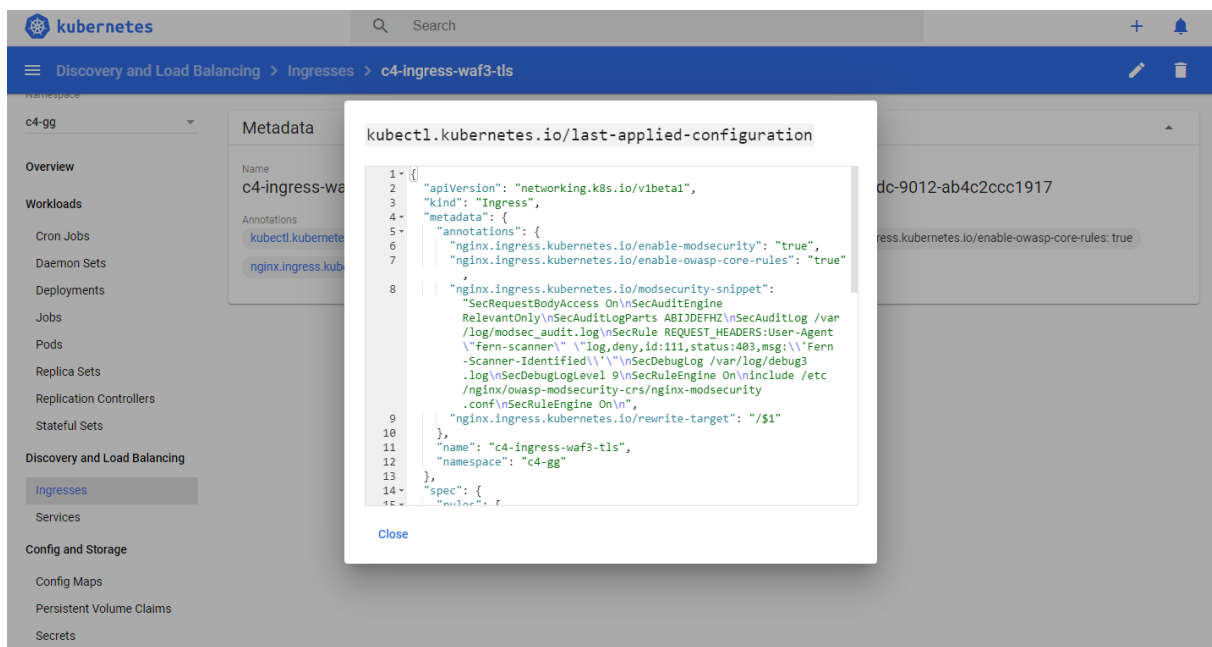 kubernetes
Search
Discovery and Load Balancing > Ingresses > c4-ingress-waf3-tls
Namespace
c4-gg
Overview
Workloads
Cron Jobs
Daemon Sets
Deployments
Jobs
Pods
Replica Sets
Replication Controllers
Stateful Sets
Discovery and Load Balancing
Ingresses
Services
Config and Storage
Config Maps
Persistent Volume Claims
Secrets
Metadata
Name
c4-ingress-wa
dc-9012-ab4c2ccc1917
Annotations
kubectl.kubernete
ress.kubernetes.io/enable-owasp-core-rules: true
nginx.ingress.kub
kubectl.kubernetes.io/last-applied-configuration
1 {
2 "apiVersion": "networking.k8s.io/v1beta1",
3 "kind": "Ingress",
4 "metadata": {
5 "annotations": {
6 "nginx.ingress.kubernetes.io/enable-modsecurity": "true",
7 "nginx.ingress.kubernetes.io/enable-owasp-core-rules": "true"
,
8 "nginx.ingress.kubernetes.io/modsecurity-snippet":
"SecRequestBodyAccess On\nSecAuditEngine
RelevantOnly\nSecAuditLogParts ABIJDEFHZ\nSecAuditLog /var
/log/modsec_audit.log\nSecRule REQUEST_HEADERS:User-Agent
\"fern-scanner\" \"log,deny,id:111,status:403,msg:\\'Fern
-Scanner-Identified\\'\"\nSecDebugLog /var/log/debug3
.log\nSecDebugLogLevel 9\nSecRuleEngine On\ninclude /etc
/nginx/owasp-modsecurity-crs/nginx-modsecurity
.conf\nSecRuleEngine On\n",
9 "nginx.ingress.kubernetes.io/rewrite-target": "/$1"
10 },
11 "name": "c4-ingress-waf3-tls",
12 "namespace": "c4-gg"
13 },
14 "spec": {
15 "rules": [
Close